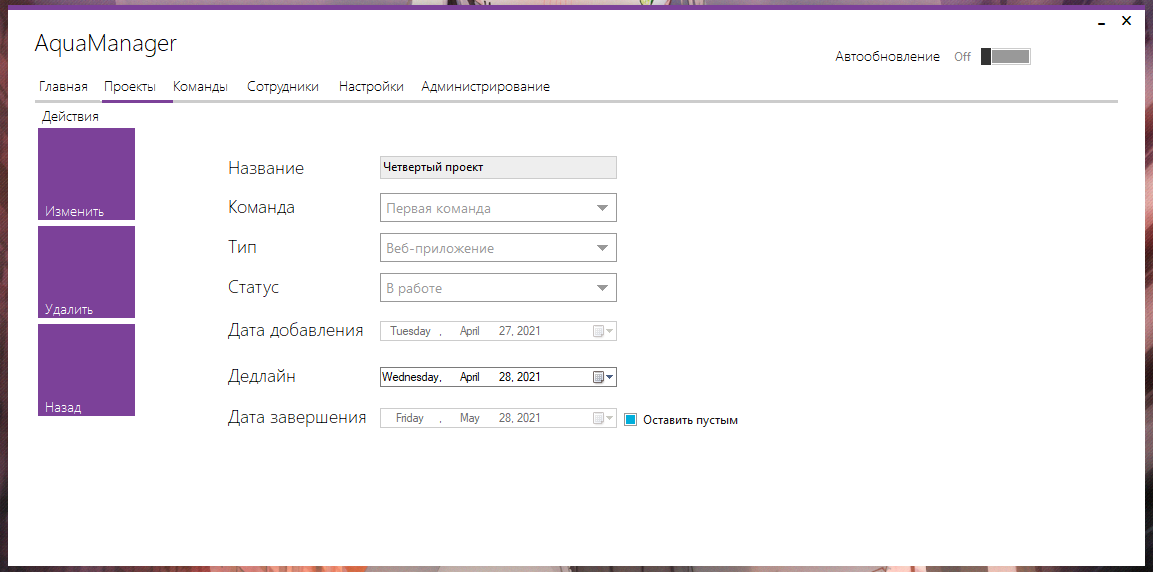 AquaManager
Автообновление Off
Главная Проекты Команды Сотрудники Настройки Администрирование
Действия
Изменить
Удалить
Назад
Название Четвертый проект
Команда Первая команда
Тип Веб-приложение
Статус В работе
Дата добавления Tuesday , April 27, 2021
Дедлайн Wednesday, April 28, 2021
Дата завершения Friday , May 28, 2021 Оставить пустым